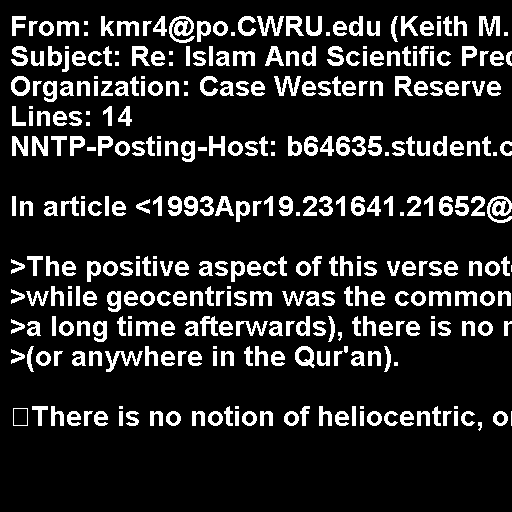 From: kmr4@po.CWRU.edu (Keith M.
Subject: Re: Islam And Scientific Pred
Organization: Case Western Reserve
Lines: 14
NNTP-Posting-Host: b64635.student.c
In article <1993Apr19.231641.21652@
>The positive aspect of this verse note
>while geocentrism was the common
>a long time afterwards), there is no n
>(or anywhere in the Qur'an).
There is no notion of heliocentric, or